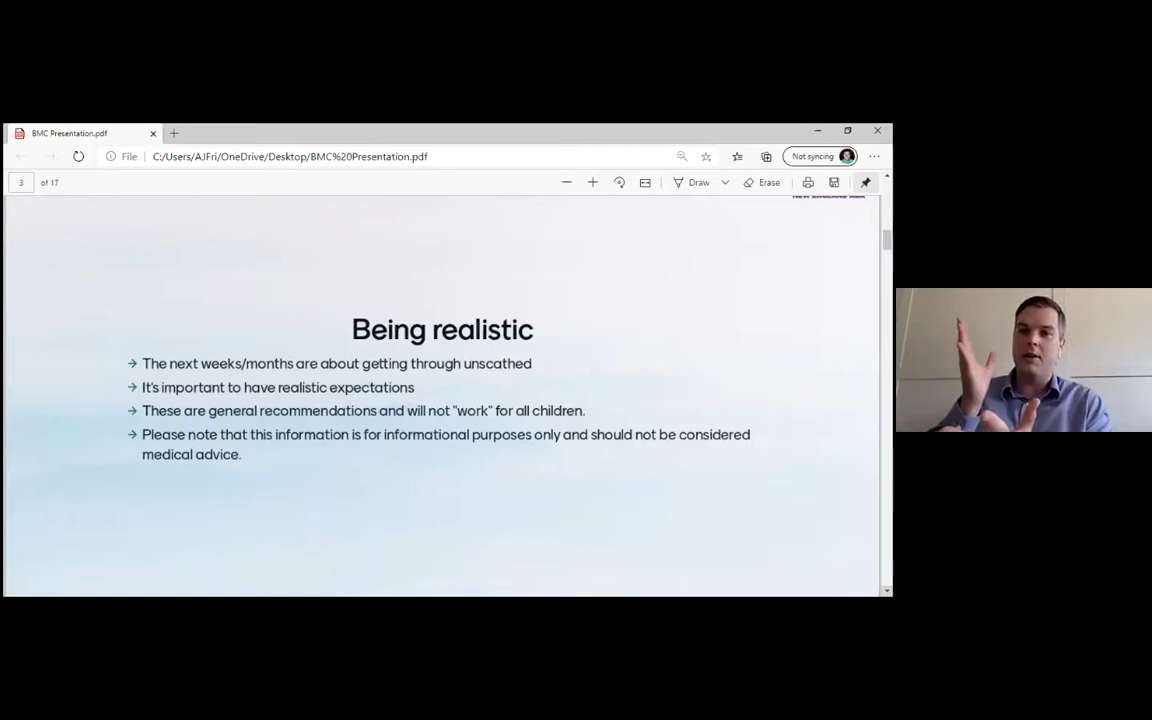 BMC Presentation.pdf
File C:/Users/AJFri/OneDrive/Desktop/BMC%20Presentation.pdf Not syncing
3 of 17 Draw Erase
Being realistic
→ The next weeks/months are about getting through unscathed
→ It's important to have realistic expectations
→ These are general recommendations and will not "work" for all children.
→ Please note that this information is for informational purposes only and should not be considered
medical advice.